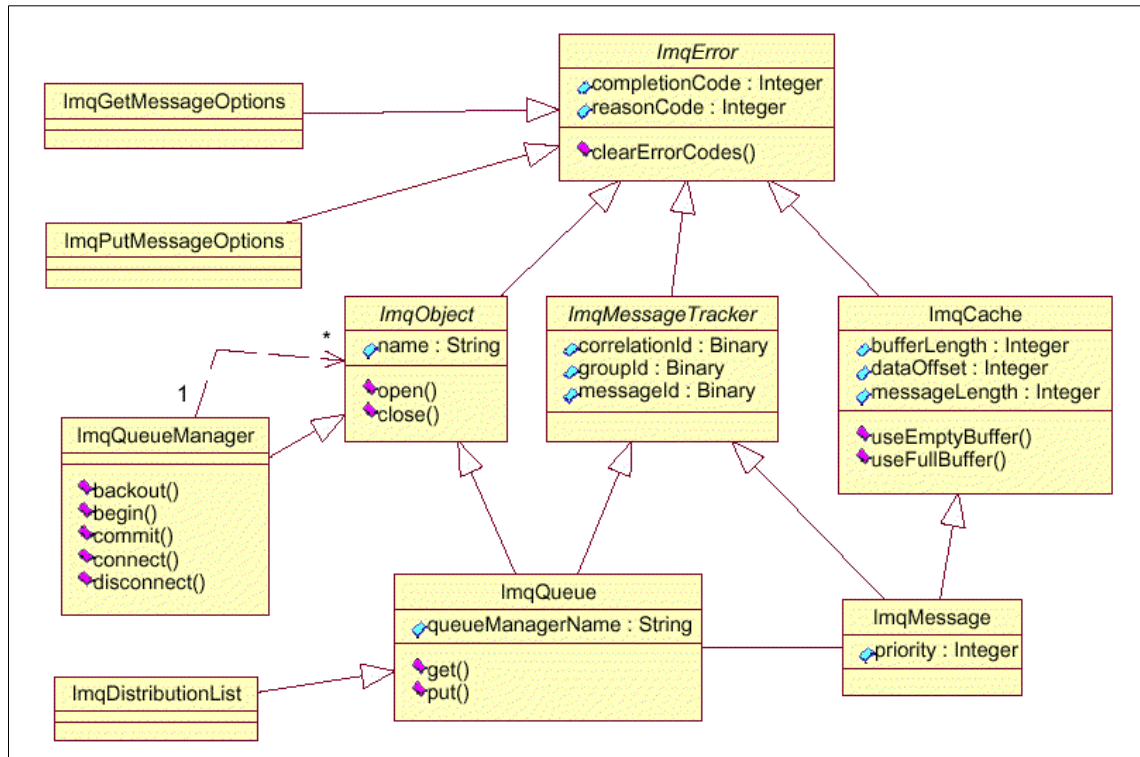 ImqError
completionCode : Integer
reasonCode : Integer
clearErrorCodes()
ImqGetMessageOptions
ImqPutMessageOptions
ImqObject
name : String
open()
close()
ImqMessageTracker
correlationId : Binary
groupId : Binary
messageId : Binary
ImqCache
bufferLength : Integer
dataOffset : Integer
messageLength : Integer
useEmptyBuffer()
useFullBuffer()
*
1
ImqQueueManager
backout()
begin()
commit()
connect()
disconnect()
ImqQueue
queueManagerName : String
get()
put()
ImqMessage
priority : Integer
ImqDistributionList